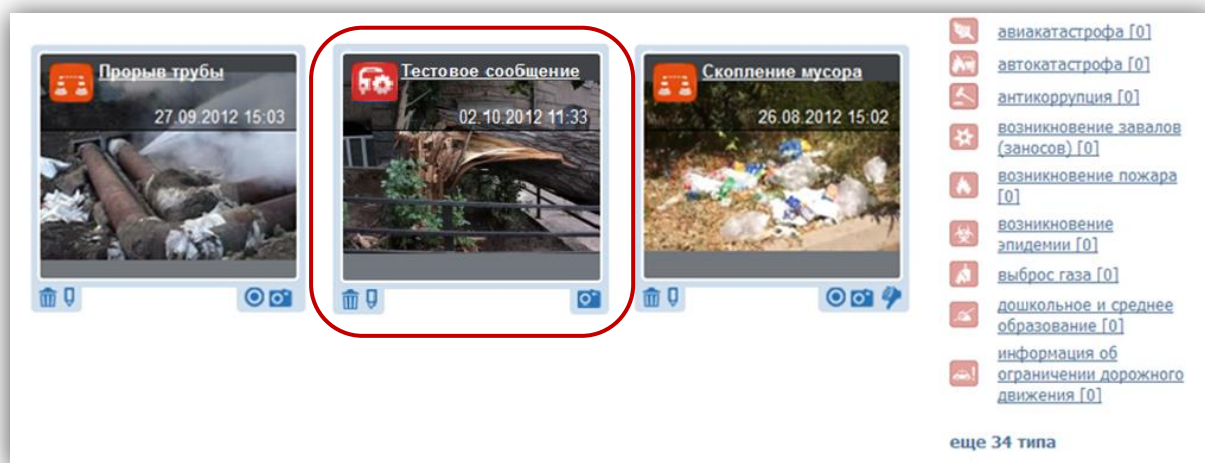 Прорыв трубы
27.09.2012 15:03
Тестовое сообщение
02.10.2012 11:33
Скопление мусора
26.08.2012 15:02
авиакатастрофа [0]
автокатастрофа [0]
антикоррупция [0]
возникновение завалов
(заносов) [0]
возникновение пожара
[0]
возникновение
эпидемии [0]
выброс газа [0]
дошкольное и среднее
образование [0]
информация об
ограничении дорожного
движения [0]
еще 34 типа